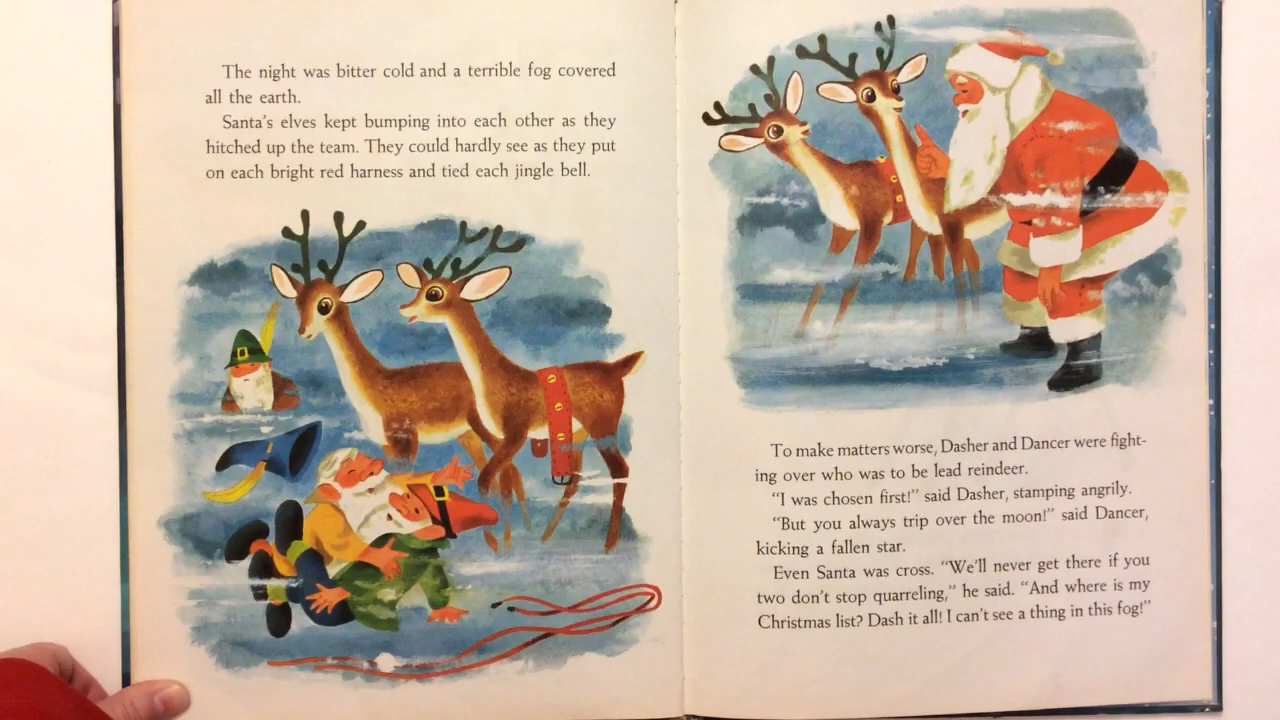 The night was bitter cold and a terrible fog covered
all the earth.
Santa's elves kept bumping into each other as they
hitched up the team. They could hardly see as they put
on each bright red harness and tied each jingle bell.
To make matters worse, Dasher and Dancer were fight-
ing over who was to be lead reindeer.
"I was chosen first!" said Dasher, stamping angrily.
"But you always trip over the moon!" said Dancer,
kicking a fallen star.
Even Santa was cross. "We'll never get there if you
two don't stop quarreling," he said. "And where is my
Christmas list? Dash it all! I can't see a thing in this fog!"